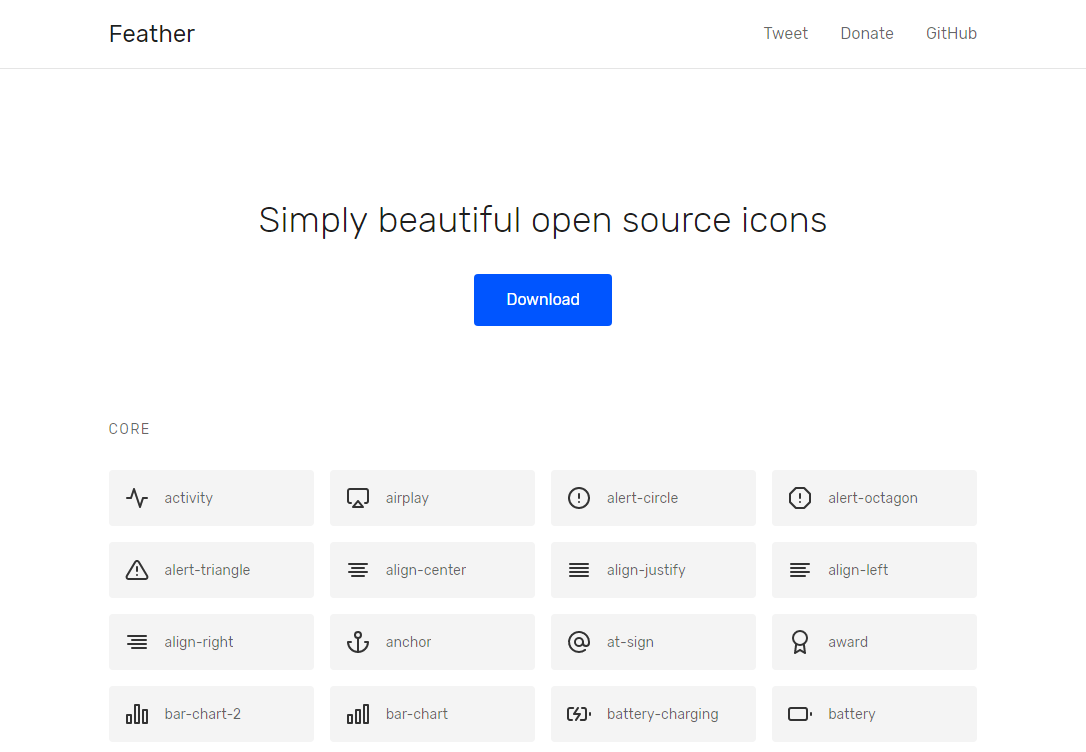 Feather
Tweet Donate GitHub
Simply beautiful open source icons
Download
CORE
activity airplay alert-circle alert-octagon
alert-triangle align-center align-justify align-left
align-right anchor at-sign award
bar-chart-2 bar-chart battery-charging battery